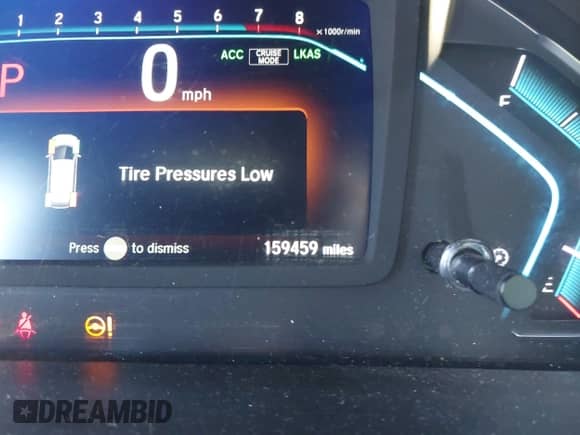 1 2 3 4 5 6 7 8 ×1000r/min
ACC CRUISE MODE LKAS
P 0 mph
F
Tire Pressures Low
Press to dismiss 159459 miles
E
DREAMBID